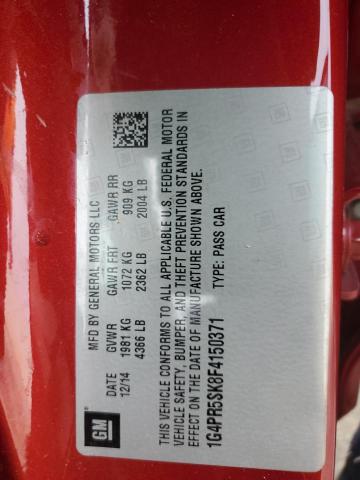 GM
MFD BY GENERAL MOTORS LLC
DATE GVWR GAWR FRT GAWR RR
12/14 1981 KG 1072 KG 909 KG
4366 LB 2362 LB 2004 LB
THIS VEHICLE CONFORMS TO ALL APPLICABLE U.S. FEDERAL MOTOR
VEHICLE SAFETY, BUMPER, AND THEFT PREVENTION STANDARDS IN
EFFECT ON THE DATE OF MANUFACTURE SHOWN ABOVE.
1G4PR5SK8F4150371 TYPE: PASS CAR